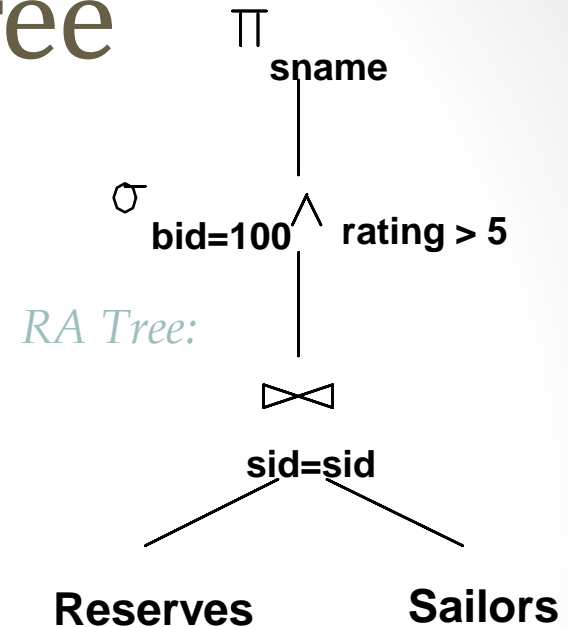 ree
π
sname
σ
bid=100 ∧ rating > 5
RA Tree:
⋈
sid=sid
Reserves Sailors